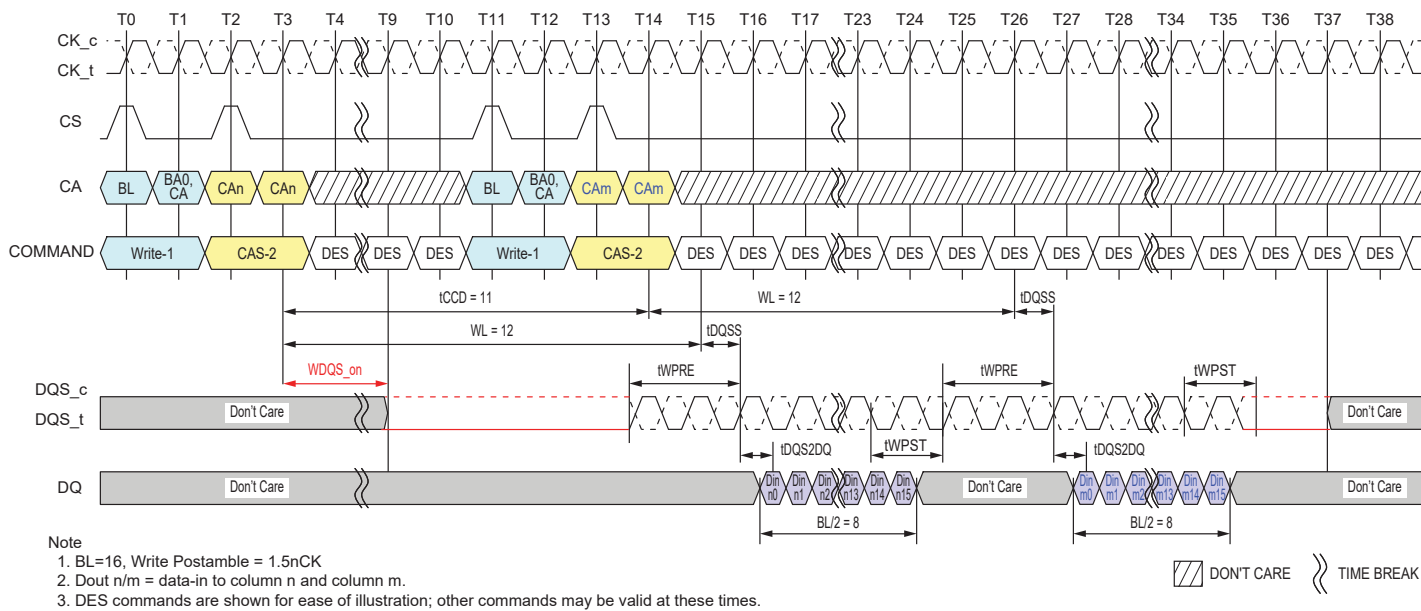 T0 T1 T2 T3 T4 T9 T10 T11 T12 T13 T14 T15 T16 T17 T22 T23 T24 T25 T26 T27 T28 T34 T35 T36 T37 T38
CK_c
CK_t
CS
CA BL BA0, CA CAn CAn BL BA0, CA CAm CAm
COMMAND Write-1 CAS-2 DES DES DES Write-1 CAS-2 DES DES DES DES DES DES DES DES DES DES DES DES DES DES
tCCD = 11 WL = 12 tDQSS
WL = 12 tDQSS
WDQS_on tWPRE tWPRE tWPST
DQS_c
DQS_t Don't Care Don't Care
tDQS2DQ tWPST tDQS2DQ
DQ Don't Care Din n0 Din n1 Din n2 Din n13 Din n14 Din n15 Don't Care Din m0 Din m1 Din m2 Din m13 Din m14 Din m15 Don't Care
BL/2 = 8 BL/2 = 8
Note
1. BL=16, Write Postamble = 1.5nCK
2. Dout n/m = data-in to column n and column m.
3. DES commands are shown for ease of illustration; other commands may be valid at these times.
DON'T CARE TIME BREAK